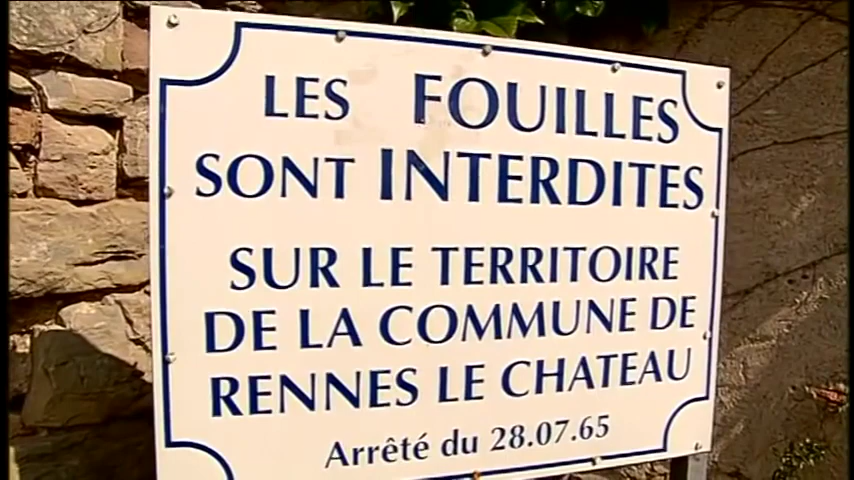 LES FOUILLES
SONT INTERDITES
SUR LE TERRITOIRE
DE LA COMMUNE DE
RENNES LE CHATEAU
Arrêté du 28.07.65